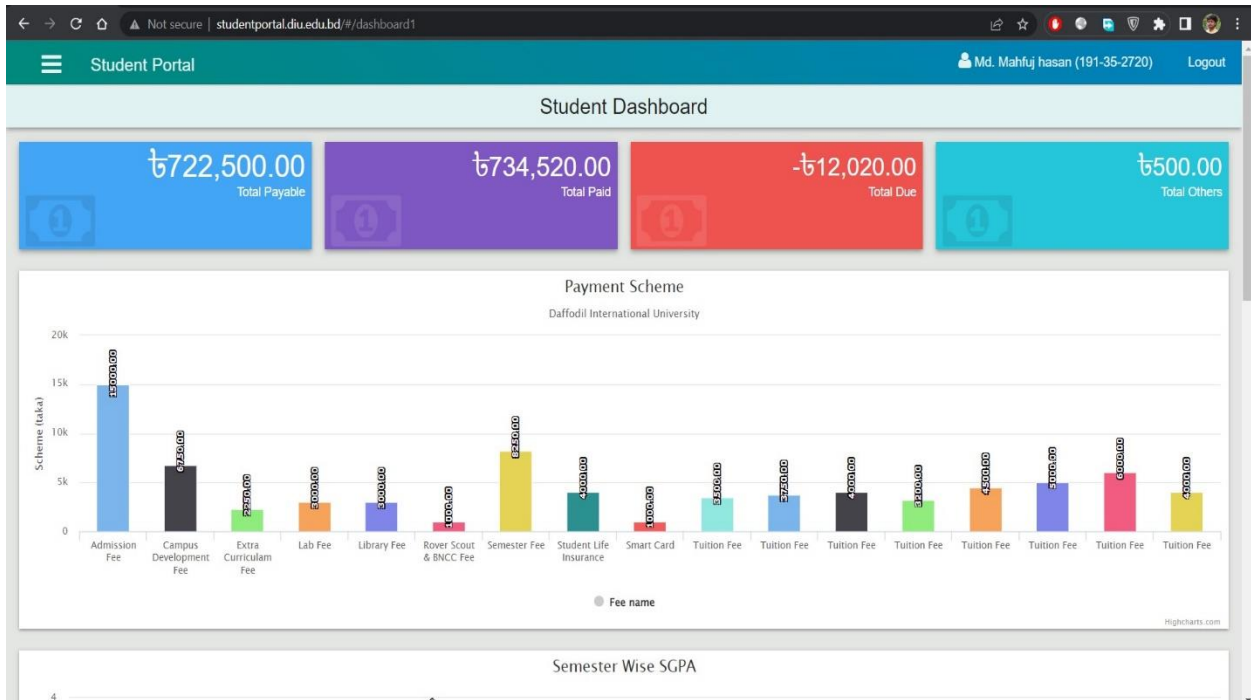 Not secure | studentportal.diu.edu.bd/#/dashboard1
Student Portal
Md. Mahfuj hasan (191-35-2720) Logout
Student Dashboard
৳722,500.00
Total Payable
৳734,520.00
Total Paid
-৳12,020.00
Total Due
৳500.00
Total Others
Payment Scheme
Daffodil International University
Scheme (taka)
20k
15k
10k
5k
0
15000.00
6750.00
2250.00
3000.00
3000.00
1000.00
8250.00
4000.00
1000.00
3500.00
3750.00
4000.00
3200.00
4500.00
5000.00
6000.00
4000.00
Admission
Fee
Campus
Development
Fee
Extra
Curriculam
Fee
Lab Fee
Library Fee
Rover Scout
& BNCC Fee
Semester Fee
Student Life
Insurance
Smart Card
Tuition Fee
Tuition Fee
Tuition Fee
Tuition Fee
Tuition Fee
Tuition Fee
Tuition Fee
Tuition Fee
Fee name
Highcharts.com
Semester Wise SGPA
4